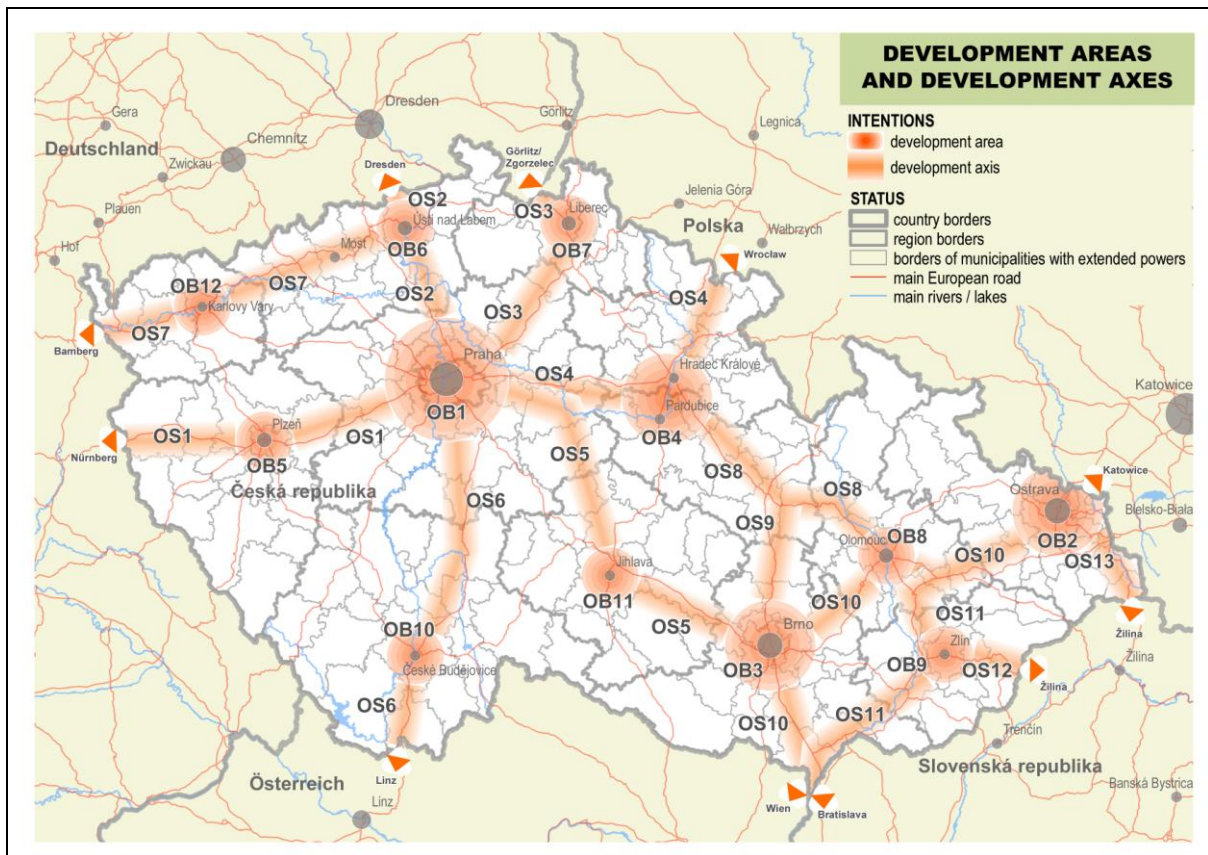 DEVELOPMENT AREAS
AND DEVELOPMENT AXES
INTENTIONS
development area
development axis
STATUS
country borders
region borders
borders of municipalities with extended powers
main European road
main rivers / lakes
Dresden
Görlitz
Gera
Chemnitz
Legnica
Deutschland
Zwickau
Dresden
Görlitz/
Zgorzelec
Jelenia Góra
OS2
OS3
Liberec
Plauen
Ústí nad Labem
Polska
Wałbrzych
Hof
Most
OB6
OB7
Wrocław
OB12
OS7
OS2
OS4
Karlovy Vary
OS3
OS7
Bamberg
Praha
Hradec Králové
OS4
Katowice
OB1
Pardubice
Plzeň
OS1
OS1
OB4
Nürnberg
OB5
OS5
Česká republika
OS8
OS8
Katowice
Ostrava
OS6
Bielsko-Biała
OS9
OB8
OB2
Olomouc
OS10
OS13
Jihlava
OB11
OS10
OS11
Žilina
OS5
Brno
OB10
Zlín
OB3
OB9
OS12
Žilina
České Budějovice
Žilina
OS6
OS11
OS10
Trenčín
Slovenská republika
Linz
Österreich
Wien
Bratislava
Banská Bystrica
Linz